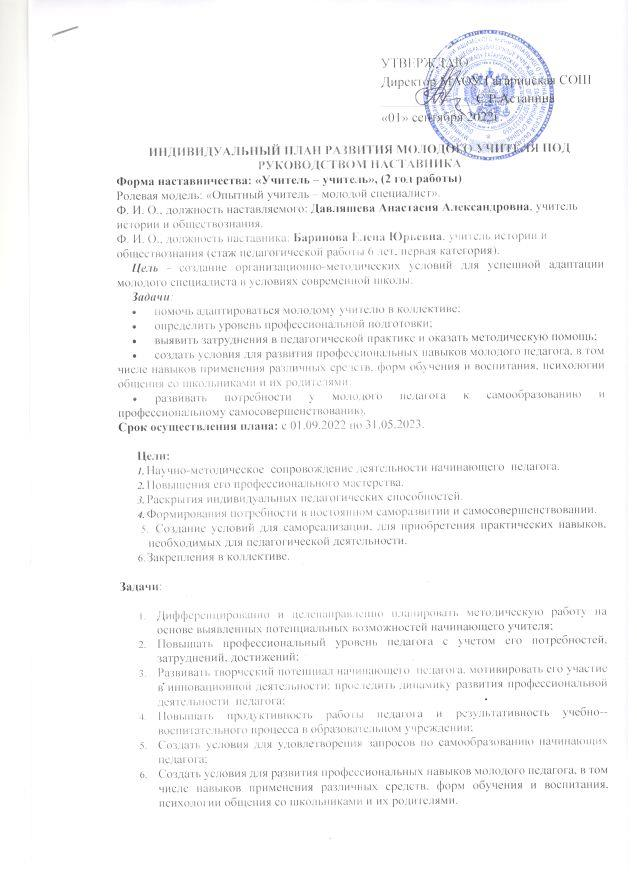 УТВЕРЖДАЮ
Директор МАОУ Гагаринская СОШ
С.Р.Астанина
«01» сентября 2022г.
ИНДИВИДУАЛЬНЫЙ ПЛАН РАЗВИТИЯ МОЛОДОГО УЧИТЕЛЯ ПОД
РУКОВОДСТВОМ НАСТАВНИКА
Форма наставничества: «Учитель – учитель», (2 год работы)
Ролевая модель: «Опытный учитель – молодой специалист».
Ф. И. О., должность наставляемого: Давляшева Анастасия Александровна, учитель
истории и обществознания.
Ф. И. О., должность наставника: Баринова Елена Юрьевна, учитель истории и
обществознания (стаж педагогической работы 6 лет, первая категория).
Цель – создание организационно-методических условий для успешной адаптации
молодого специалиста в условиях современной школы.
Задачи:
• помочь адаптироваться молодому учителю в коллективе;
• определить уровень профессиональной подготовки;
• выявить затруднения в педагогической практике и оказать методическую помощь;
• создать условия для развития профессиональных навыков молодого педагога, в том
числе навыков применения различных средств, форм обучения и воспитания, психологии
общения со школьниками и их родителями;
• развивать потребности у молодого педагога к самообразованию и
профессиональному самосовершенствованию.
Срок осуществления плана: с 01.09.2022 по 31.05.2023.
Цели:
1. Научно-методическое сопровождение деятельности начинающего педагога.
2. Повышения его профессионального мастерства.
3. Раскрытия индивидуальных педагогических способностей.
4. Формирования потребности в постоянном саморазвитии и самосовершенствовании.
5. Создание условий для самореализации, для приобретения практических навыков,
необходимых для педагогической деятельности.
6. Закрепления в коллективе.
Задачи:
1. Дифференцированно и целенаправленно планировать методическую работу на
основе выявленных потенциальных возможностей начинающего учителя;
2. Повышать профессиональный уровень педагога с учетом его потребностей,
затруднений, достижений;
3. Развивать творческий потенциал начинающего педагога, мотивировать его участие
в инновационной деятельности; проследить динамику развития профессиональной
деятельности педагога;
4. Повышать продуктивность работы педагога и результативность учебно--
воспитательного процесса в образовательном учреждении;
5. Создать условия для удовлетворения запросов по самообразованию начинающих
педагога;
6. Создать условия для развития профессиональных навыков молодого педагога, в том
числе навыков применения различных средств, форм обучения и воспитания,
психологии общения со школьниками и их родителями.